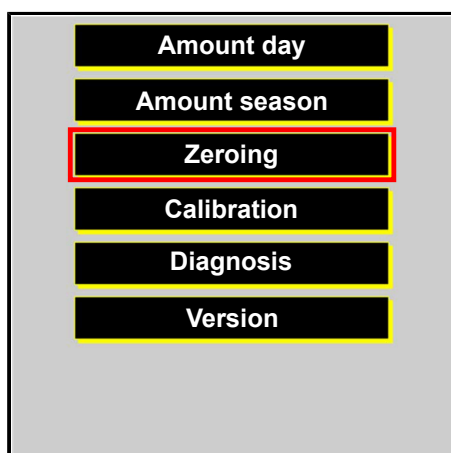 Amount day
Amount season
Zeroing
Calibration
Diagnosis
Version